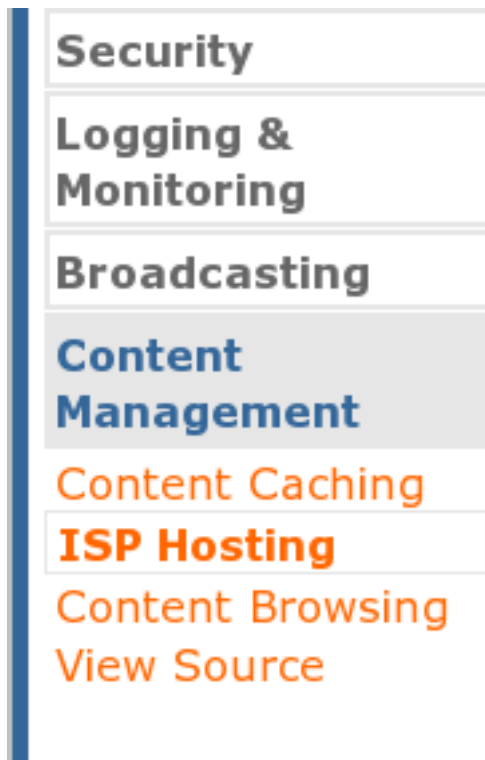 Security
Logging &
Monitoring
Broadcasting
Content
Management
Content Caching
ISP Hosting
Content Browsing
View Source